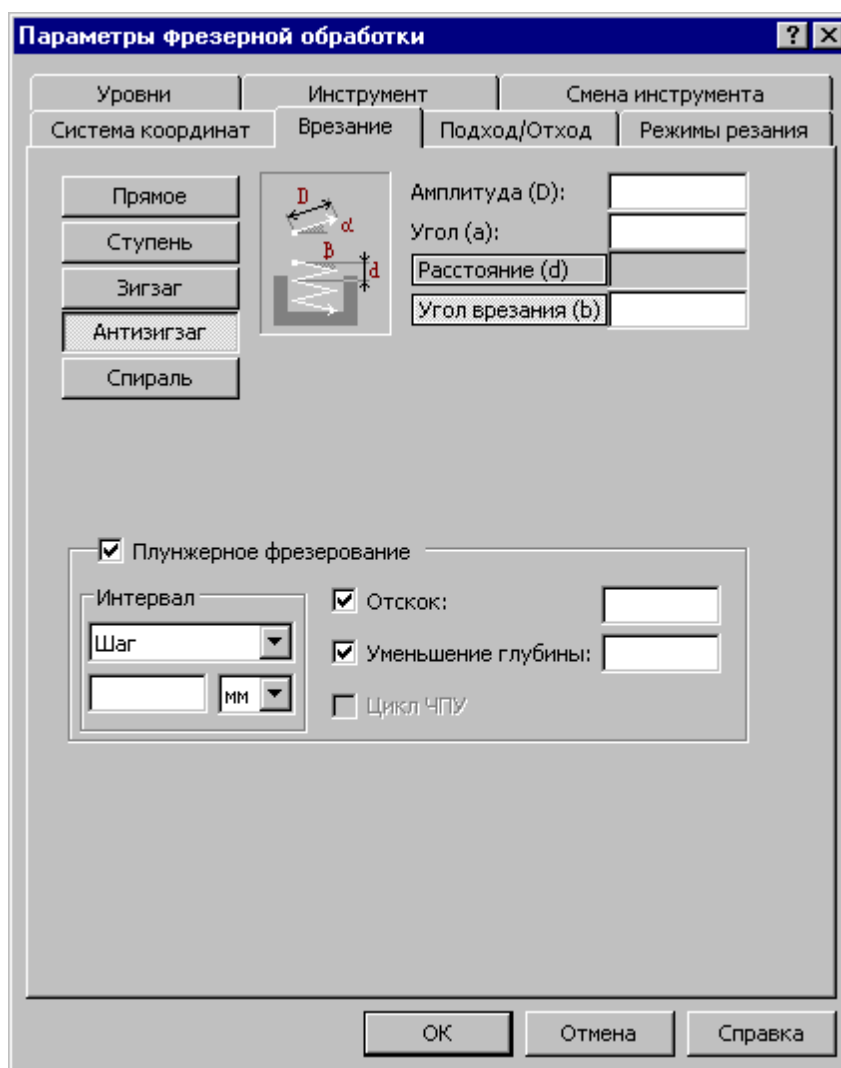 Параметры фрезерной обработки
Уровни Инструмент Смена инструмента
Система координат Врезание Подход/Отход Режимы резания
Прямое
Ступень
Зигзаг
Антизигзаг
Спираль
D
α
B
d
Амплитуда (D):
Угол (a):
Расстояние (d)
Угол врезания (b)
Плунжерное фрезерование
Интервал
Шаг
мм
Отскок:
Уменьшение глубины:
Цикл ЧПУ
ОК Отмена Справка